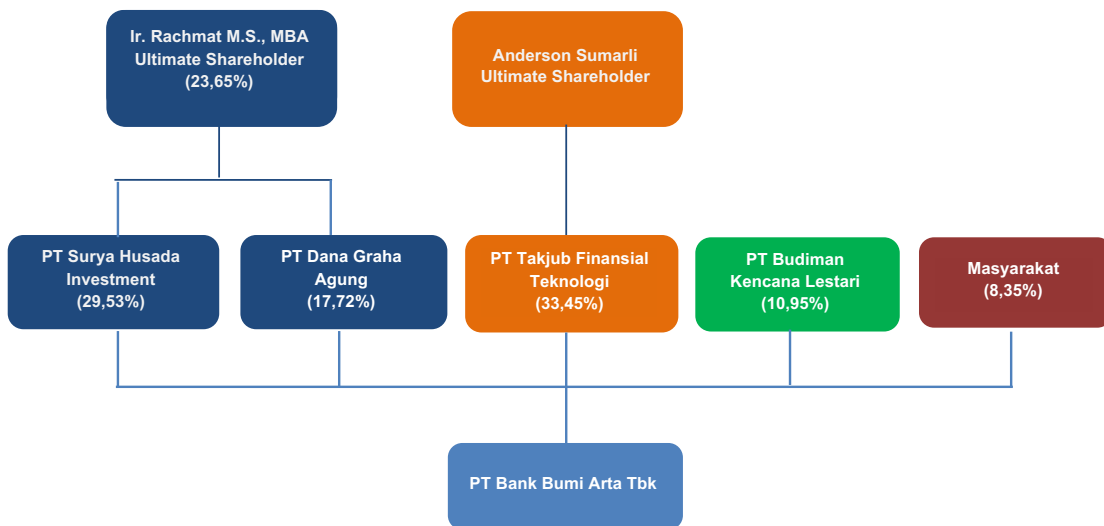 Ir. Rachmat M.S., MBA
Ultimate Shareholder
(23,65%)
Anderson Sumarli
Ultimate Shareholder
PT Surya Husada
Investment
(29,53%)
PT Dana Graha
Agung
(17,72%)
PT Takjub Finansial
Teknologi
(33,45%)
PT Budiman
Kencana Lestari
(10,95%)
Masyarakat
(8,35%)
PT Bank Bumi Arta Tbk